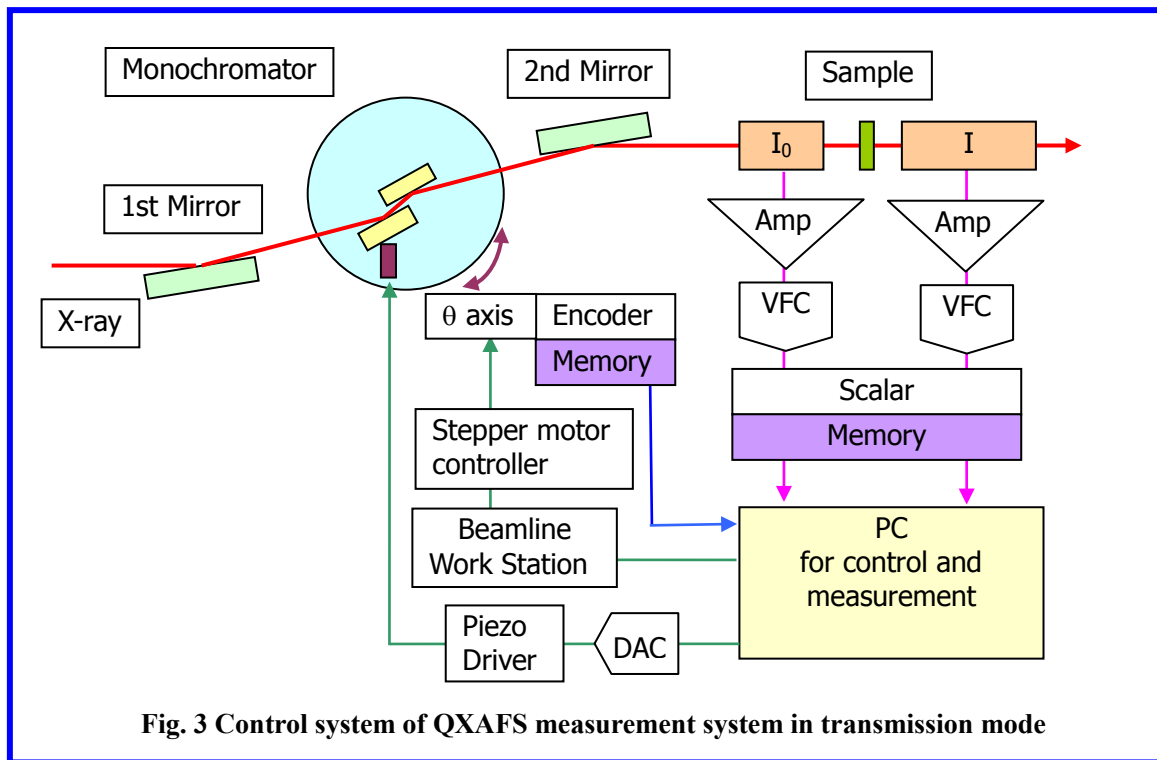 Monochromator
2nd Mirror
Sample
1st Mirror
I₀
I
X-ray
Amp
Amp
VFC
VFC
θ axis
Encoder
Memory
Scalar
Memory
Stepper motor
controller
Beamline
Work Station
PC
for control and
measurement
Piezo
Driver
DAC
Fig. 3 Control system of QXAFS measurement system in transmission mode